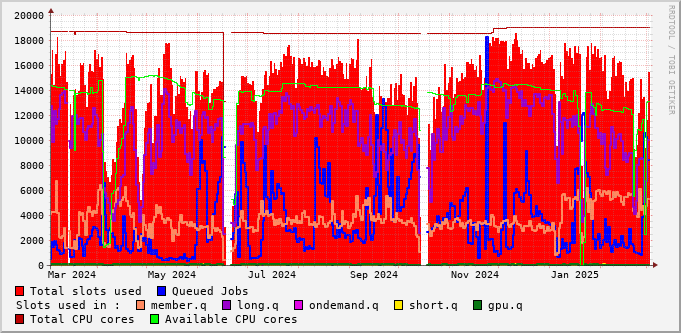 20000
18000
16000
14000
12000
10000
8000
6000
4000
2000
0
Mar 2024 May 2024 Jul 2024 Sep 2024 Nov 2024 Jan 2025
RRDTOOL / TOBI OETIKER
Total slots used Queued Jobs
Slots used in : member.q long.q ondemand.q short.q gpu.q
Total CPU cores Available CPU cores